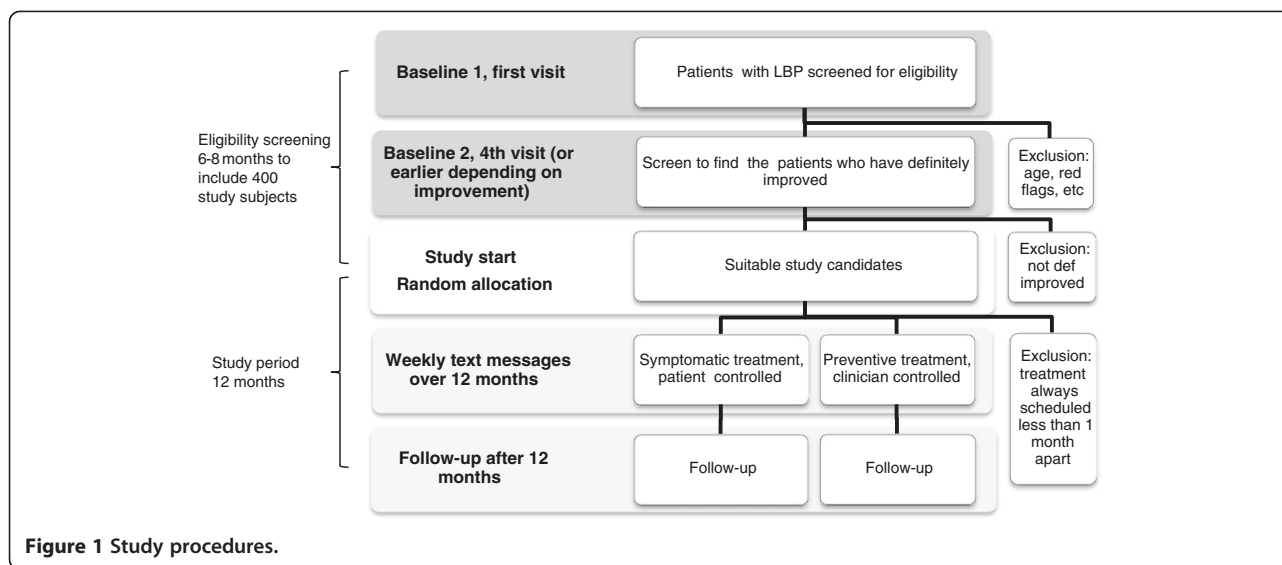 Baseline 1, first visit
Patients with LBP screened for eligibility
Eligibility screening
6-8 months to
include 400
study subjects
Baseline 2, 4th visit (or
earlier depending on
improvement)
Screen to find the patients who have definitely
improved
Exclusion:
age, red
flags, etc
Study start
Random allocation
Suitable study candidates
Exclusion:
not def
improved
Study period
12 months
Weekly text messages
over 12 months
Symptomatic treatment,
patient controlled
Preventive treatment,
clinician controlled
Exclusion:
treatment
always
scheduled
less than 1
month
apart
Follow-up after 12
months
Follow-up
Follow-up
Figure 1 Study procedures.